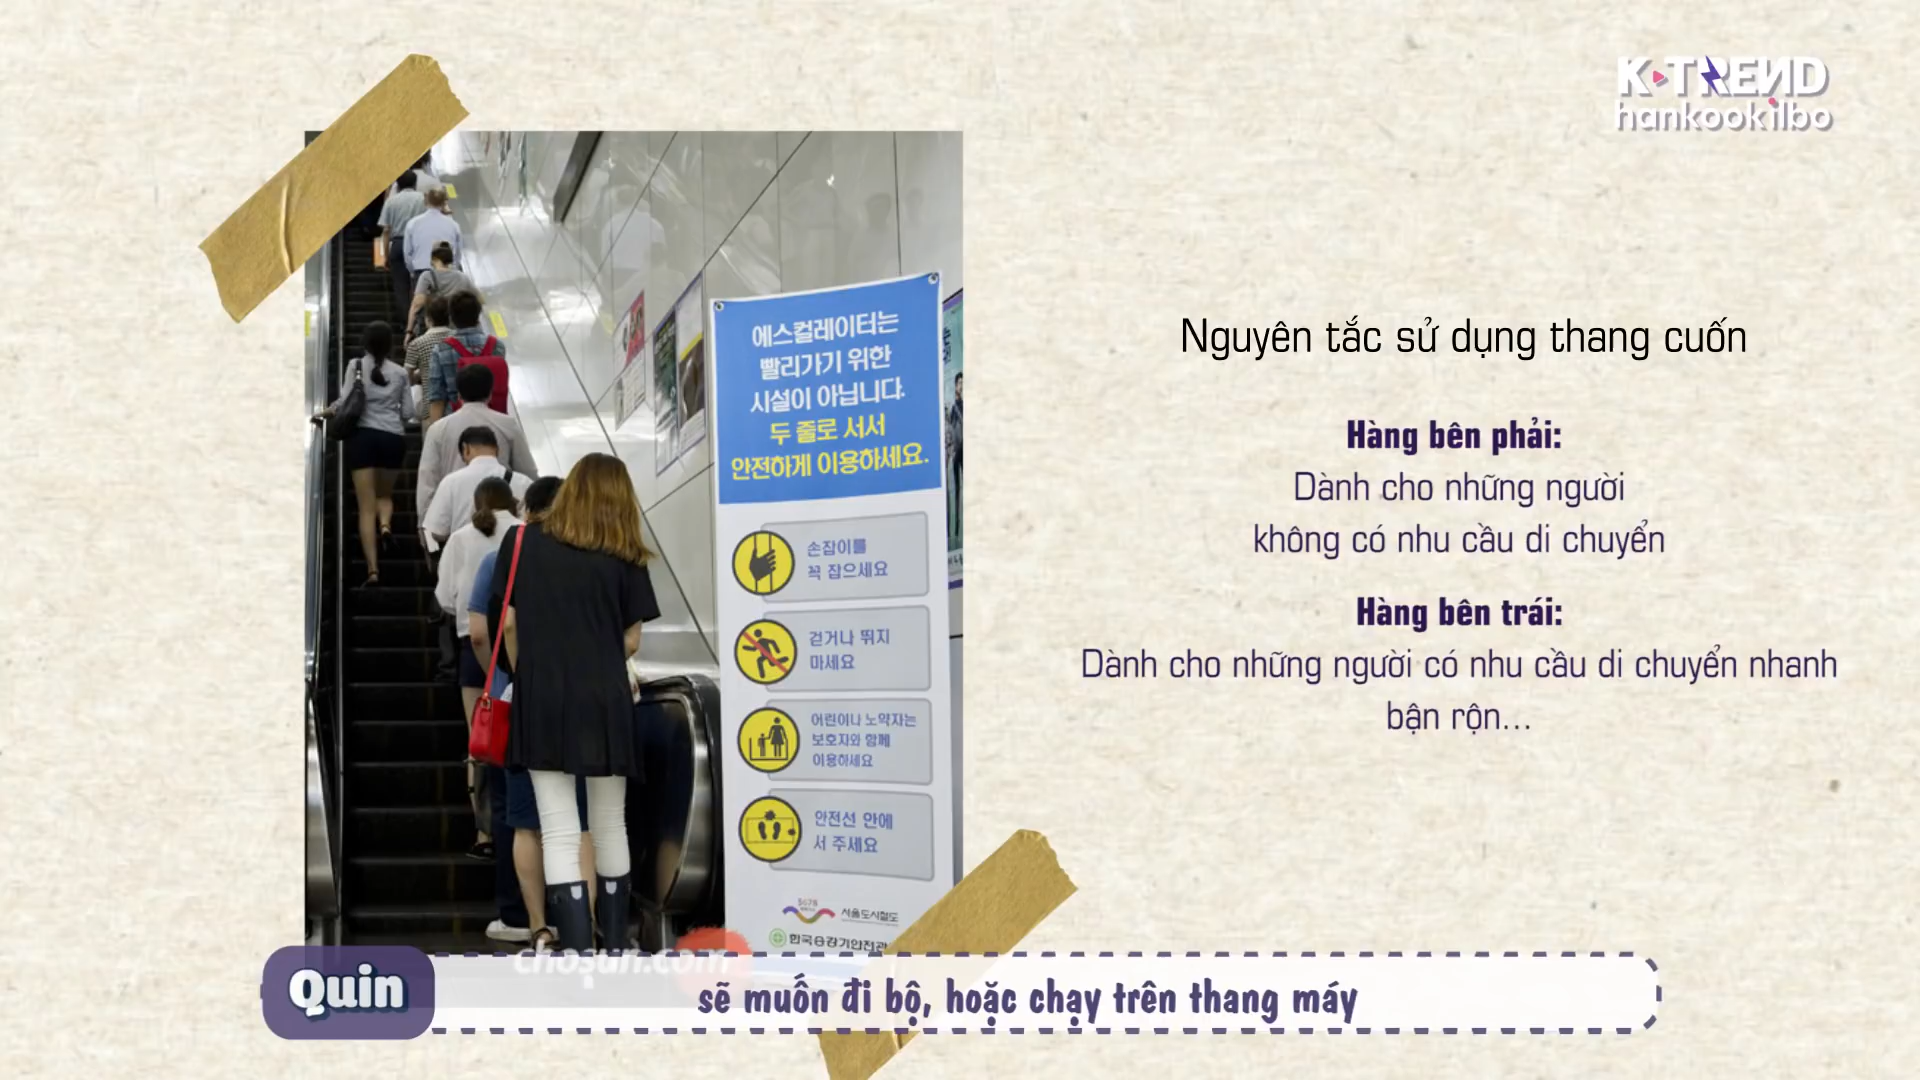 K-TREND
hankookilbo
에스컬레이터는
빨리가기 위한
시설이 아닙니다.
두 줄로 서서
안전하게 이용하세요.
손잡이를
꼭 잡으세요
걷거나 뛰지
마세요
어린이나 노약자는
보호자와 함께
이용하세요
안전선 안에
서 주세요
5678
서울도시철도
한국승강기안전관
chosun.com
Nguyên tắc sử dụng thang cuốn
Hàng bên phải:
Dành cho những người
không có nhu cầu di chuyển
Hàng bên trái:
Dành cho những người có nhu cầu di chuyển nhanh
bận rộn...
Quin
sẽ muốn đi bộ, hoặc chạy trên thang máy